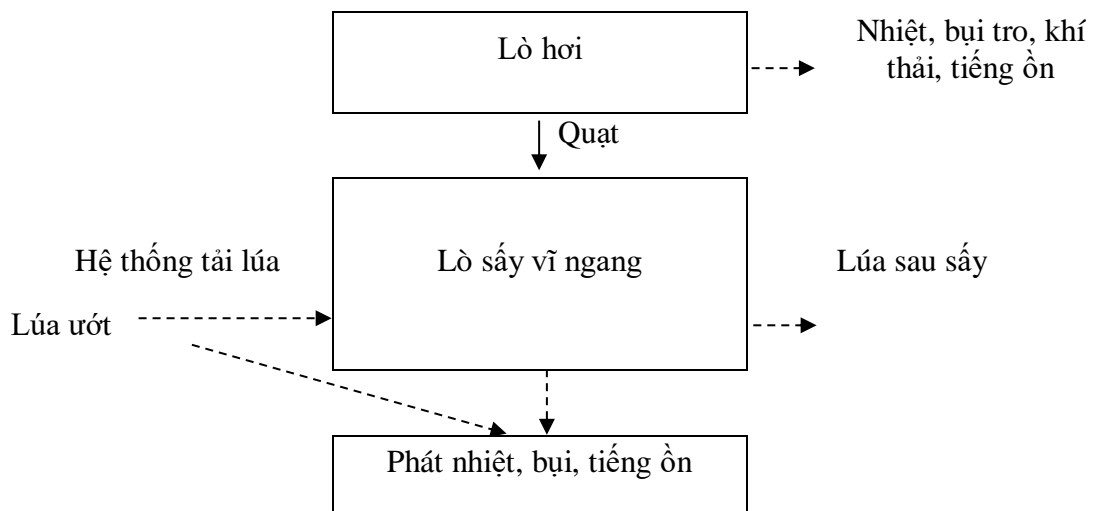 Lò hơi
Nhiệt, bụi tro, khí
thải, tiếng ồn
Quạt
Hệ thống tải lúa
Lò sấy vĩ ngang
Lúa sau sấy
Lúa ướt
Phát nhiệt, bụi, tiếng ồn